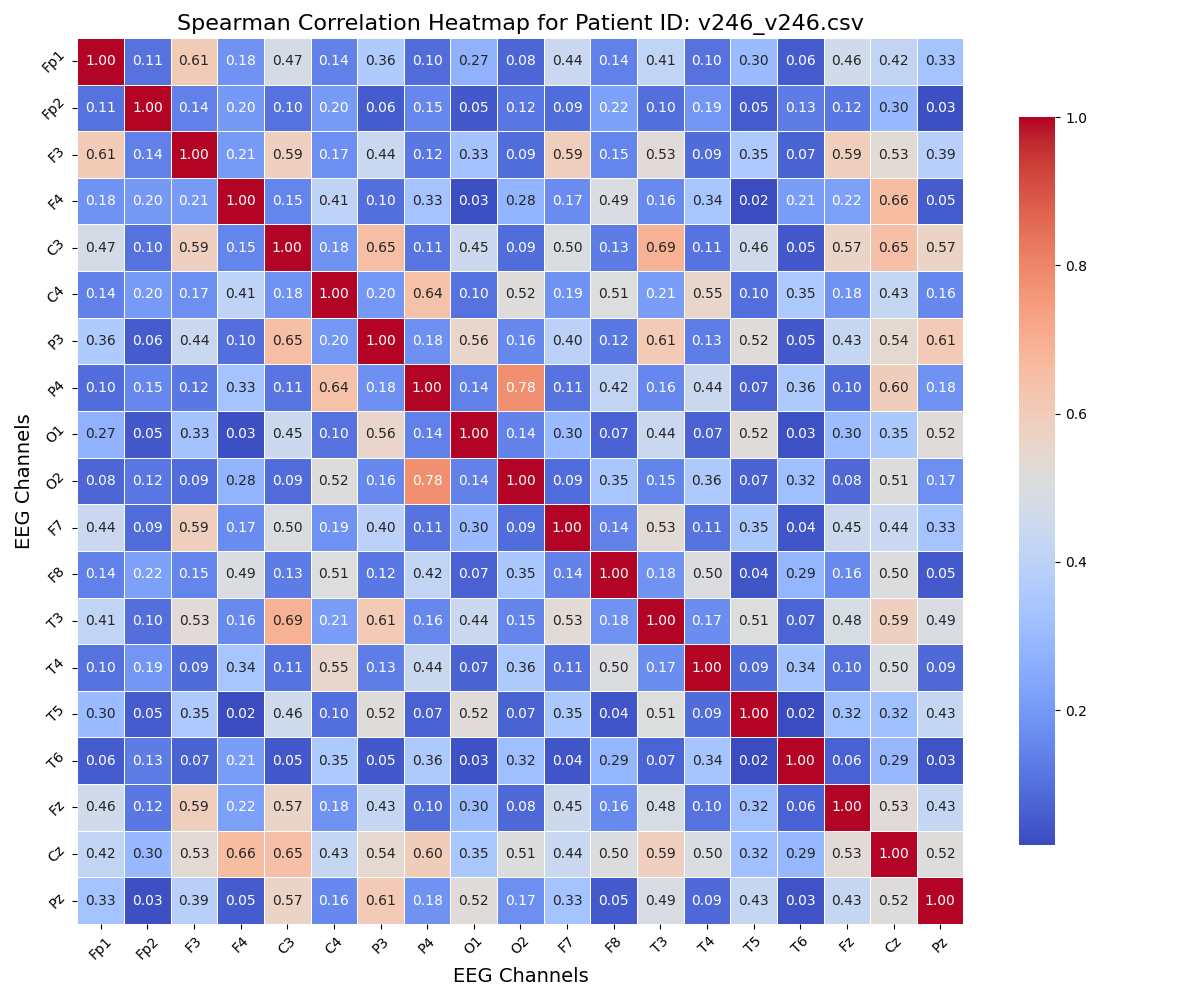 Spearman Correlation Heatmap for Patient ID: v246_v246.csv
Fp1 1.00 0.11 0.61 0.18 0.47 0.14 0.36 0.10 0.27 0.08 0.44 0.14 0.41 0.10 0.30 0.06 0.46 0.42 0.33
Fp2 0.11 1.00 0.14 0.20 0.10 0.20 0.06 0.15 0.05 0.12 0.09 0.22 0.10 0.19 0.05 0.13 0.12 0.30 0.03
F3 0.61 0.14 1.00 0.21 0.59 0.17 0.44 0.12 0.33 0.09 0.59 0.15 0.53 0.09 0.35 0.07 0.59 0.53 0.39
F4 0.18 0.20 0.21 1.00 0.15 0.41 0.10 0.33 0.03 0.28 0.17 0.49 0.16 0.34 0.02 0.21 0.22 0.66 0.05
C3 0.47 0.10 0.59 0.15 1.00 0.18 0.65 0.11 0.45 0.09 0.50 0.13 0.69 0.11 0.46 0.05 0.57 0.65 0.57
C4 0.14 0.20 0.17 0.41 0.18 1.00 0.20 0.64 0.10 0.52 0.19 0.51 0.21 0.55 0.10 0.35 0.18 0.43 0.16
P3 0.36 0.06 0.44 0.10 0.65 0.20 1.00 0.18 0.56 0.16 0.40 0.12 0.61 0.13 0.52 0.05 0.43 0.54 0.61
P4 0.10 0.15 0.12 0.33 0.11 0.64 0.18 1.00 0.14 0.78 0.11 0.42 0.16 0.44 0.07 0.36 0.10 0.60 0.18
O1 0.27 0.05 0.33 0.03 0.45 0.10 0.56 0.14 1.00 0.14 0.30 0.07 0.44 0.07 0.52 0.03 0.30 0.35 0.52
O2 0.08 0.12 0.09 0.28 0.09 0.52 0.16 0.78 0.14 1.00 0.09 0.35 0.15 0.36 0.07 0.32 0.08 0.51 0.17
F7 0.44 0.09 0.59 0.17 0.50 0.19 0.40 0.11 0.30 0.09 1.00 0.14 0.53 0.11 0.35 0.04 0.45 0.44 0.33
F8 0.14 0.22 0.15 0.49 0.13 0.51 0.12 0.42 0.07 0.35 0.14 1.00 0.18 0.50 0.04 0.29 0.16 0.50 0.05
T3 0.41 0.10 0.53 0.16 0.69 0.21 0.61 0.16 0.44 0.15 0.53 0.18 1.00 0.17 0.51 0.07 0.48 0.59 0.49
T4 0.10 0.19 0.09 0.34 0.11 0.55 0.13 0.44 0.07 0.36 0.11 0.50 0.17 1.00 0.09 0.34 0.10 0.50 0.09
T5 0.30 0.05 0.35 0.02 0.46 0.10 0.52 0.07 0.52 0.07 0.35 0.04 0.51 0.09 1.00 0.02 0.32 0.32 0.43
T6 0.06 0.13 0.07 0.21 0.05 0.35 0.05 0.36 0.03 0.32 0.04 0.29 0.07 0.34 0.02 1.00 0.06 0.29 0.03
Fz 0.46 0.12 0.59 0.22 0.57 0.18 0.43 0.10 0.30 0.08 0.45 0.16 0.48 0.10 0.32 0.06 1.00 0.53 0.43
Cz 0.42 0.30 0.53 0.66 0.65 0.43 0.54 0.60 0.35 0.51 0.44 0.50 0.59 0.50 0.32 0.29 0.53 1.00 0.52
Pz 0.33 0.03 0.39 0.05 0.57 0.16 0.61 0.18 0.52 0.17 0.33 0.05 0.49 0.09 0.43 0.03 0.43 0.52 1.00
Fp1 Fp2 F3 F4 C3 C4 P3 P4 O1 O2 F7 F8 T3 T4 T5 T6 Fz Cz Pz
EEG Channels
EEG Channels
1.0
0.8
0.6
0.4
0.2